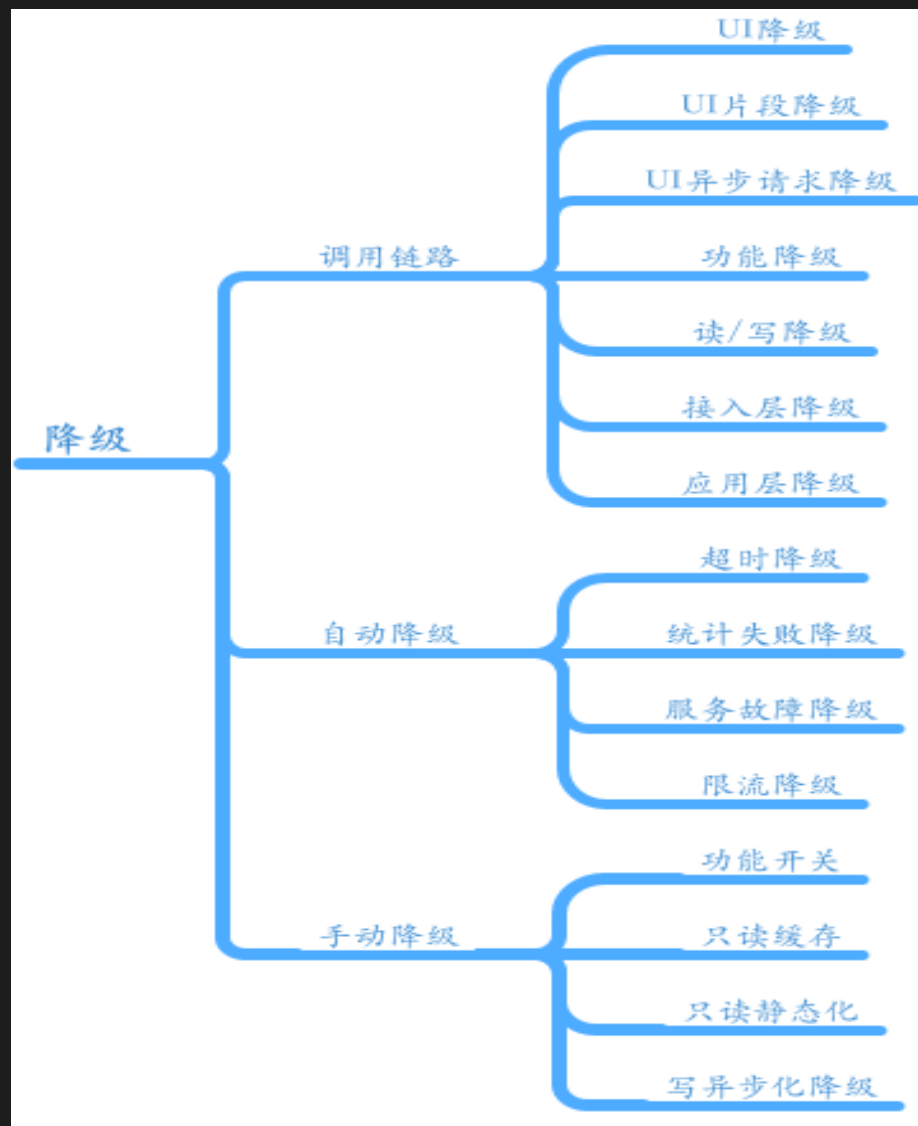 降级
调用链路
UI降级
UI片段降级
UI异步请求降级
功能降级
读/写降级
接入层降级
应用层降级
自动降级
超时降级
统计失败降级
服务故障降级
限流降级
手动降级
功能开关
只读缓存
只读静态化
写异步化降级